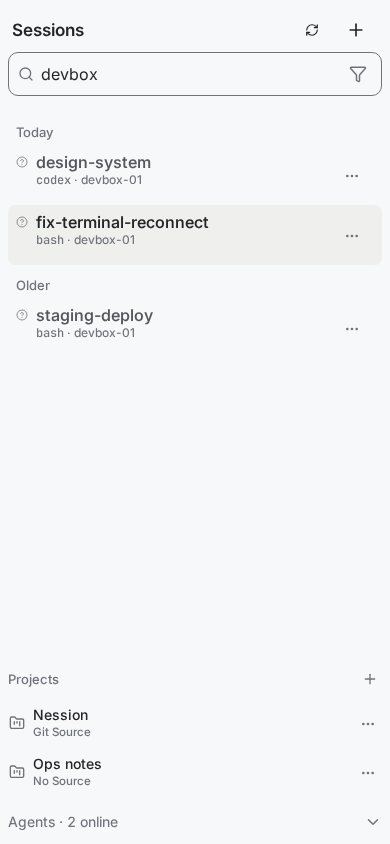 Sessions
devbox
Today
design-system
codex · devbox-01
fix-terminal-reconnect
bash · devbox-01
Older
staging-deploy
bash · devbox-01
Projects
Nession
Git Source
Ops notes
No Source
Agents · 2 online